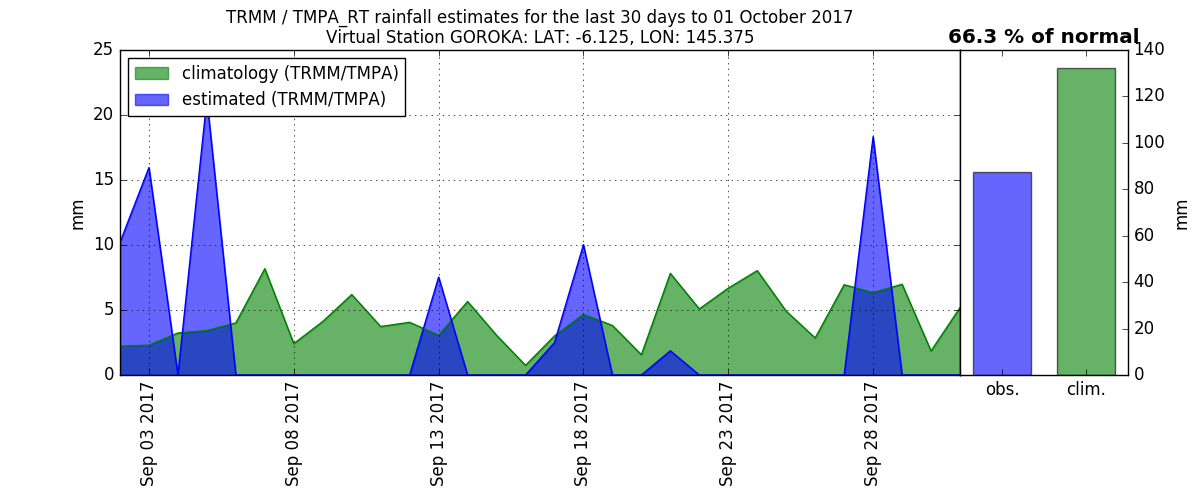 TRMM / TMPA_RT rainfall estimates for the last 30 days to 01 October 2017
Virtual Station GOROKA: LAT: -6.125, LON: 145.375
66.3 % of normal
climatology (TRMM/TMPA)
estimated (TRMM/TMPA)
25
20
15
10
5
0
mm
Sep 03 2017
Sep 08 2017
Sep 13 2017
Sep 18 2017
Sep 23 2017
Sep 28 2017
140
120
100
80
60
40
20
0
mm
obs.
clim.